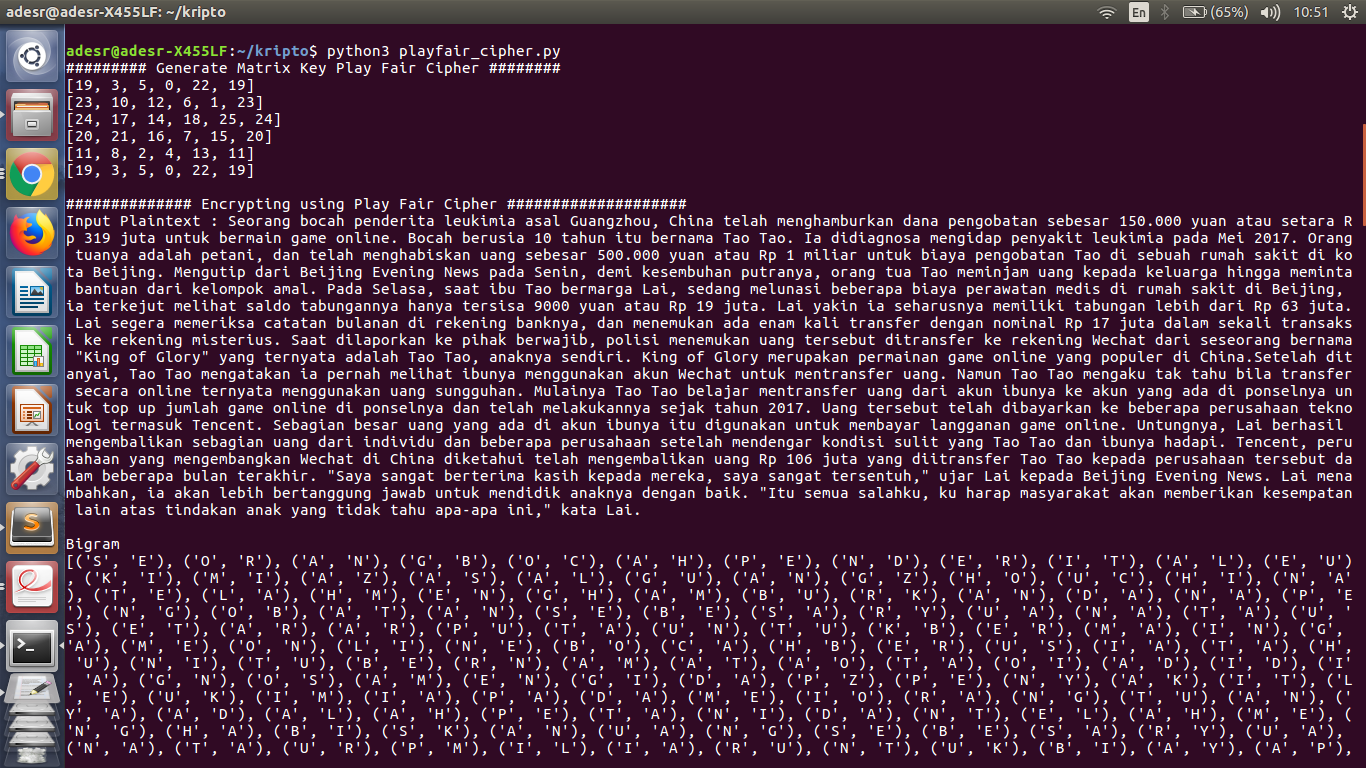 adesr@adesr-X455LF: ~/kripto En (65%) 10:51
adesr@adesr-X455LF:~/kripto$ python3 playfair_cipher.py
######### Generate Matrix Key Play Fair Cipher ########
[19, 3, 5, 0, 22, 19]
[23, 10, 12, 6, 1, 23]
[24, 17, 14, 18, 25, 24]
[20, 21, 16, 7, 15, 20]
[11, 8, 2, 4, 13, 11]
[19, 3, 5, 0, 22, 19]
############## Encrypting using Play Fair Cipher ####################
Input Plaintext : Seorang bocah penderita leukimia asal Guangzhou, China telah menghamburkan dana pengobatan sebesar 150.000 yuan atau setara R
p 319 juta untuk bermain game online. Bocah berusia 10 tahun itu bernama Tao Tao. Ia didiagnosa mengidap penyakit leukimia pada Mei 2017. Orang
 tuanya adalah petani, dan telah menghabiskan uang sebesar 500.000 yuan atau Rp 1 miliar untuk biaya pengobatan Tao di sebuah rumah sakit di ko
ta Beijing. Mengutip dari Beijing Evening News pada Senin, demi kesembuhan putranya, orang tua Tao meminjam uang kepada keluarga hingga meminta
 bantuan dari kelompok amal. Pada Selasa, saat ibu Tao bermarga Lai, sedang melunasi beberapa biaya perawatan medis di rumah sakit di Beijing,
ia terkejut melihat saldo tabungannya hanya tersisa 9000 yuan atau Rp 19 juta. Lai yakin ia seharusnya memiliki tabungan lebih dari Rp 63 juta.
 Lai segera memeriksa catatan bulanan di rekening banknya, dan menemukan ada enam kali transfer dengan nominal Rp 17 juta dalam sekali transaks
i ke rekening misterius. Saat dilaporkan ke pihak berwajib, polisi menemukan uang tersebut ditransfer ke rekening Wechat dari seseorang bernama
 "King of Glory" yang ternyata adalah Tao Tao, anaknya sendiri. King of Glory merupakan permainan game online yang populer di China.Setelah dit
anyai, Tao Tao mengatakan ia pernah melihat ibunya menggunakan akun Wechat untuk mentransfer uang. Namun Tao Tao mengaku tak tahu bila transfer
 secara online ternyata menggunakan uang sungguhan. Mulainya Tao Tao belajar mentransfer uang dari akun ibunya ke akun yang ada di ponselnya un
tuk top up jumlah game online di ponselnya dan telah melakukannya sejak tahun 2017. Uang tersebut telah dibayarkan ke beberapa perusahaan tekno
logi termasuk Tencent. Sebagian besar uang yang ada di akun ibunya itu digunakan untuk membayar langganan game online. Untungnya, Lai berhasil
mengembalikan sebagian uang dari individu dan beberapa perusahaan setelah mendengar kondisi sulit yang Tao Tao dan ibunya hadapi. Tencent, peru
sahaan yang mengembangkan Wechat di China diketahui telah mengembalikan uang Rp 106 juta yang diitransfer Tao Tao kepada perusahaan tersebut da
lam beberapa bulan terakhir. "Saya sangat berterima kasih kepada mereka, saya sangat tersentuh," ujar Lai kepada Beijing Evening News. Lai mena
mbahkan, ia akan lebih bertanggung jawab untuk mendidik anaknya dengan baik. "Itu semua salahku, ku harap masyarakat akan memberikan kesempatan
 lain atas tindakan anak yang tidak tahu apa-apa ini," kata Lai.
Bigram
[('S', 'E'), ('O', 'R'), ('A', 'N'), ('G', 'B'), ('O', 'C'), ('A', 'H'), ('P', 'E'), ('N', 'D'), ('E', 'R'), ('I', 'T'), ('A', 'L'), ('E', 'U')
, ('K', 'I'), ('M', 'I'), ('A', 'Z'), ('A', 'S'), ('A', 'L'), ('G', 'U'), ('A', 'N'), ('G', 'Z'), ('H', 'O'), ('U', 'C'), ('H', 'I'), ('N', 'A'
), ('T', 'E'), ('L', 'A'), ('H', 'M'), ('E', 'N'), ('G', 'H'), ('A', 'M'), ('B', 'U'), ('R', 'K'), ('A', 'N'), ('D', 'A'), ('N', 'A'), ('P', 'E
'), ('N', 'G'), ('O', 'B'), ('A', 'T'), ('A', 'N'), ('S', 'E'), ('B', 'E'), ('S', 'A'), ('R', 'Y'), ('U', 'A'), ('N', 'A'), ('T', 'A'), ('U', '
S'), ('E', 'T'), ('A', 'R'), ('A', 'R'), ('P', 'U'), ('T', 'A'), ('U', 'N'), ('T', 'U'), ('K', 'B'), ('E', 'R'), ('M', 'A'), ('I', 'N'), ('G',
'A'), ('M', 'E'), ('O', 'N'), ('L', 'I'), ('N', 'E'), ('B', 'O'), ('C', 'A'), ('H', 'B'), ('E', 'R'), ('U', 'S'), ('I', 'A'), ('T', 'A'), ('H',
 'U'), ('N', 'I'), ('T', 'U'), ('B', 'E'), ('R', 'N'), ('A', 'M'), ('A', 'T'), ('A', 'O'), ('T', 'A'), ('O', 'I'), ('A', 'D'), ('I', 'D'), ('I'
, 'A'), ('G', 'N'), ('O', 'S'), ('A', 'M'), ('E', 'N'), ('G', 'I'), ('D', 'A'), ('P', 'Z'), ('P', 'E'), ('N', 'Y'), ('A', 'K'), ('I', 'T'), ('L
', 'E'), ('U', 'K'), ('I', 'M'), ('I', 'A'), ('P', 'A'), ('D', 'A'), ('M', 'E'), ('I', 'O'), ('R', 'A'), ('N', 'G'), ('T', 'U'), ('A', 'N'), ('
Y', 'A'), ('A', 'D'), ('A', 'L'), ('A', 'H'), ('P', 'E'), ('T', 'A'), ('N', 'I'), ('D', 'A'), ('N', 'T'), ('E', 'L'), ('A', 'H'), ('M', 'E'), (
'N', 'G'), ('H', 'A'), ('B', 'I'), ('S', 'K'), ('A', 'N'), ('U', 'A'), ('N', 'G'), ('S', 'E'), ('B', 'E'), ('S', 'A'), ('R', 'Y'), ('U', 'A'),
('N', 'A'), ('T', 'A'), ('U', 'R'), ('P', 'M'), ('I', 'L'), ('I', 'A'), ('R', 'U'), ('N', 'T'), ('U', 'K'), ('B', 'I'), ('A', 'Y'), ('A', 'P'),